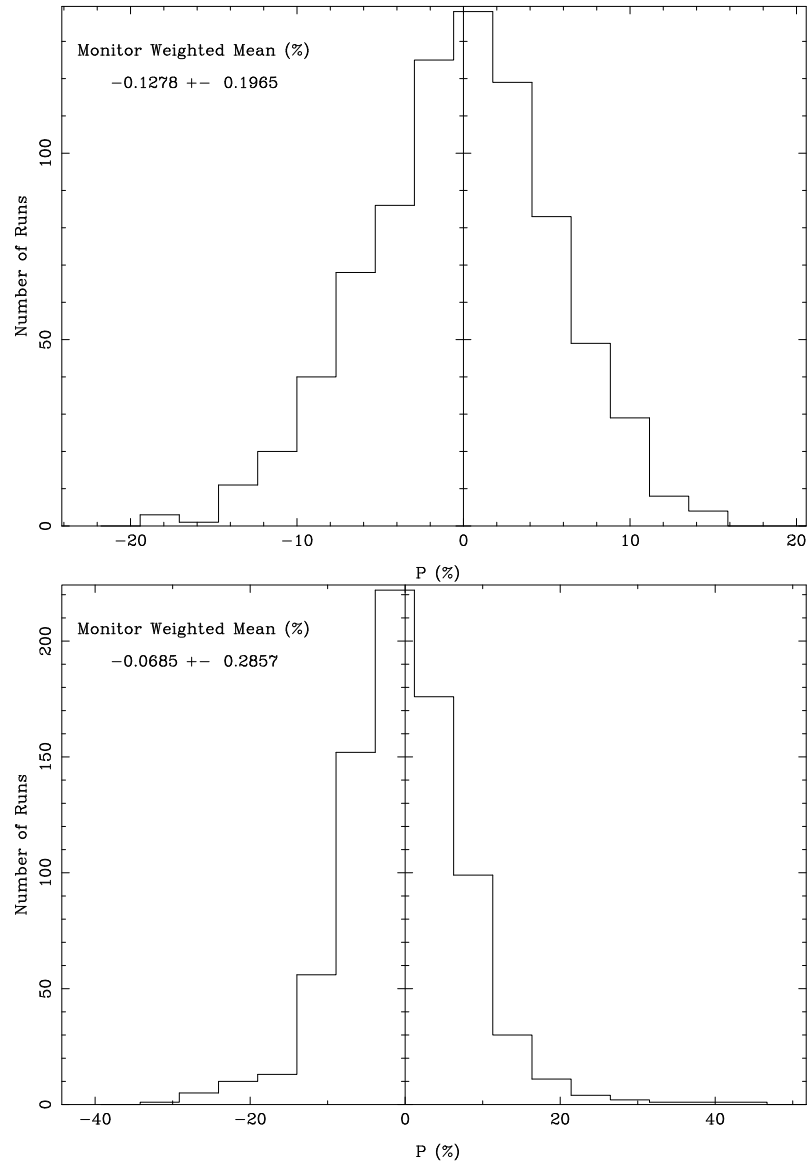 Monitor Weighted Mean (%)
−0.1278 +− 0.1965
Number of Runs
0
50
100
−20
−10
0
10
20
P (%)
Monitor Weighted Mean (%)
−0.0685 +− 0.2857
Number of Runs
0
50
100
150
200
−40
−20
0
20
40
P (%)